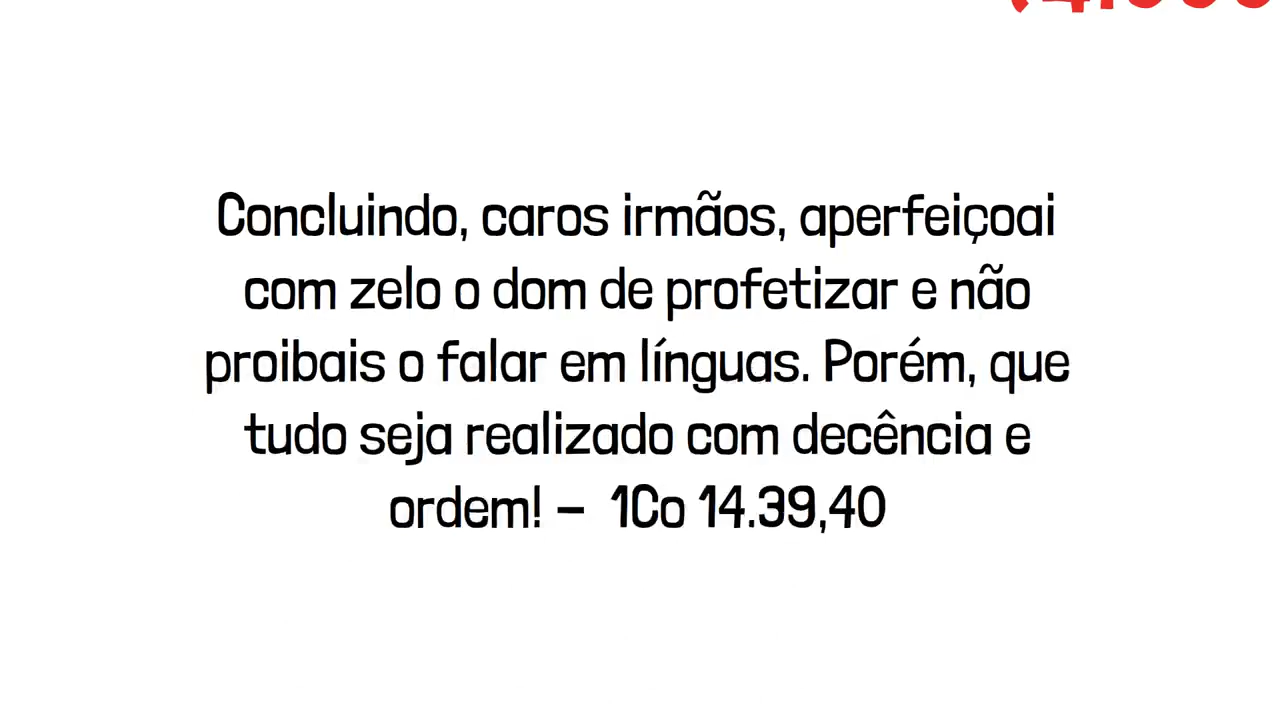 Concluindo, caros irmãos, aperfeiçoai
com zelo o dom de profetizar e não
proibais o falar em línguas. Porém, que
tudo seja realizado com decência e
ordem! – 1Co 14.39,40